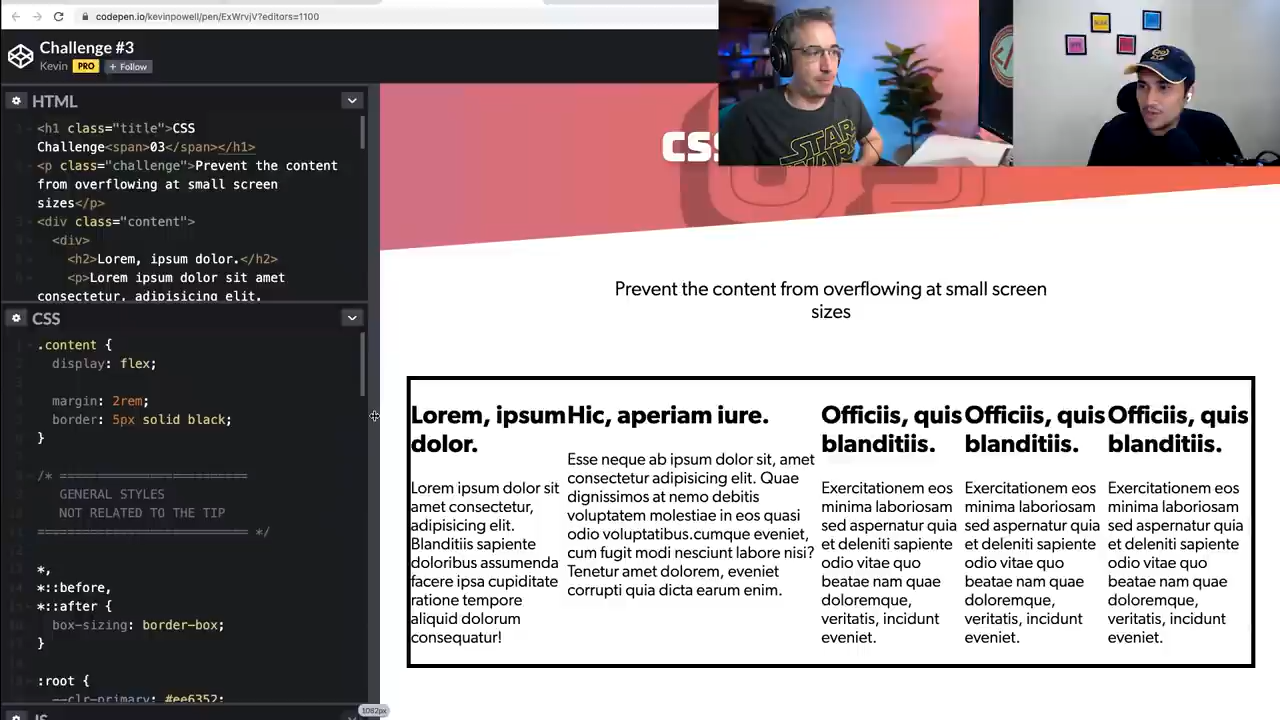 codepen.io/kevinpowell/pen/ExWrvjV?editors=1100
Challenge #3
Kevin PRO + Follow
HTML
<h1 class="title">CSS
Challenge<span>03</span></h1>
<p class="challenge">Prevent the content
from overflowing at small screen
sizes</p>
<div class="content">
<div>
<h2>Lorem, ipsum dolor.</h2>
<p>Lorem ipsum dolor sit amet
consectetur, adipisicing elit.
CSS
.content {
display: flex;
margin: 2rem;
border: 5px solid black;
}
/* =========================
GENERAL STYLES
NOT RELATED TO THE TIP
============================ */
*,
*::before,
*::after {
box-sizing: border-box;
}
:root {
--clr-primary: #ee6352;
JS
1082px
STAR
WARS
Prevent the content from overflowing at small screen
sizes
Lorem, ipsum
dolor.
Lorem ipsum dolor sit
amet consectetur,
adipisicing elit.
Blanditiis sapiente
doloribus assumenda
facere ipsa cupiditate
ratione tempore
aliquid dolorum
consequatur!
Hic, aperiam iure.
Esse neque ab ipsum dolor sit, amet
consectetur adipisicing elit. Quae
dignissimos at nemo debitis
voluptatem molestiae in eos quasi
odio voluptatibus.cumque eveniet,
cum fugit modi nesciunt labore nisi?
Tenetur amet dolorem, eveniet
corrupti quia dicta earum enim.
Officiis, quis
blanditiis.
Exercitationem eos
minima laboriosam
sed aspernatur quia
et deleniti sapiente
odio vitae quo
beatae nam quae
doloremque,
veritatis, incidunt
eveniet.
Officiis, quis
blanditiis.
Exercitationem eos
minima laboriosam
sed aspernatur quia
et deleniti sapiente
odio vitae quo
beatae nam quae
doloremque,
veritatis, incidunt
eveniet.
Officiis, quis
blanditiis.
Exercitationem eos
minima laboriosam
sed aspernatur quia
et deleniti sapiente
odio vitae quo
beatae nam quae
doloremque,
veritatis, incidunt
eveniet.